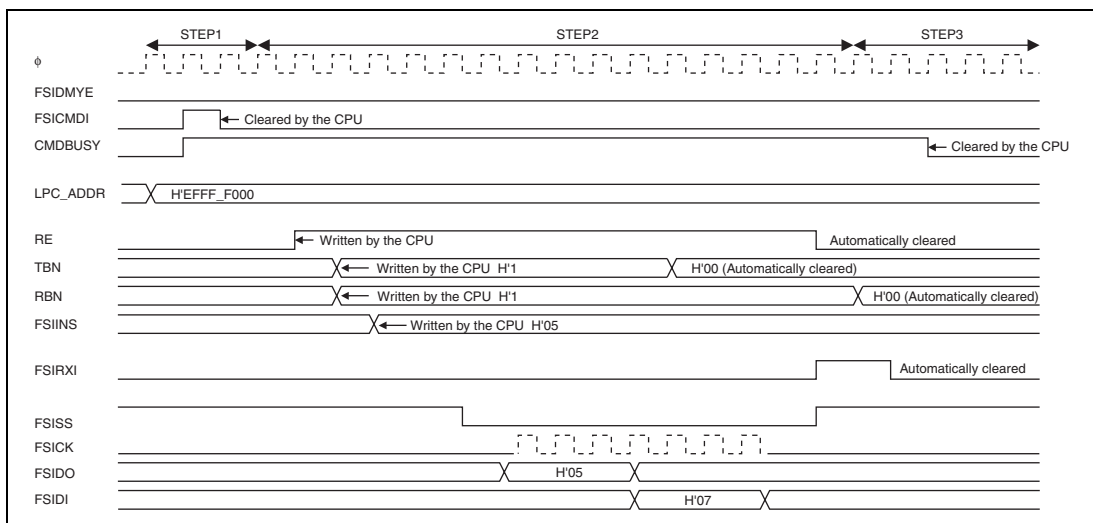 STEP1 STEP2 STEP3
φ
FSIDMYE
FSICMDI Cleared by the CPU
CMDBUSY Cleared by the CPU
LPC_ADDR H'EFFF_F000
RE Written by the CPU Automatically cleared
TBN Written by the CPU H'1 H'00 (Automatically cleared)
RBN Written by the CPU H'1 H'00 (Automatically cleared)
FSIINS Written by the CPU H'05
FSIRXI Automatically cleared
FSISS
FSICK
FSIDO H'05
FSIDI H'07